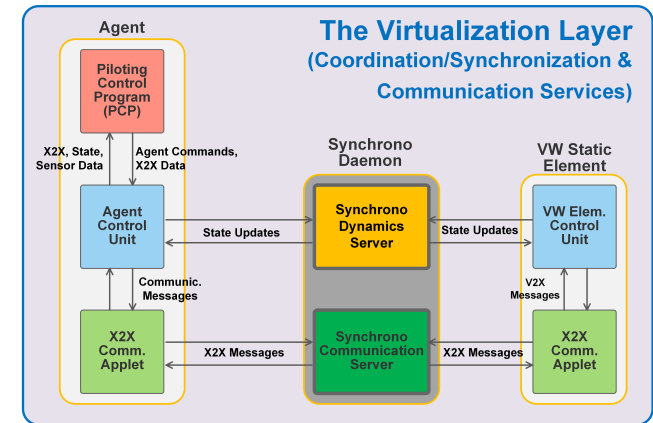 The Virtualization Layer
(Coordination/Synchronization &
Communication Services)
Agent
Piloting
Control
Program
(PCP)
X2X, State,
Sensor Data
Agent Commands,
X2X Data
Agent
Control
Unit
Communic.
Messages
X2X
Comm.
Applet
State Updates
X2X Messages
Synchrono
Daemon
Synchrono
Dynamics
Server
Synchrono
Communication
Server
State Updates
X2X Messages
VW Static
Element
VW Elem.
Control
Unit
V2X
Messages
X2X
Comm.
Applet